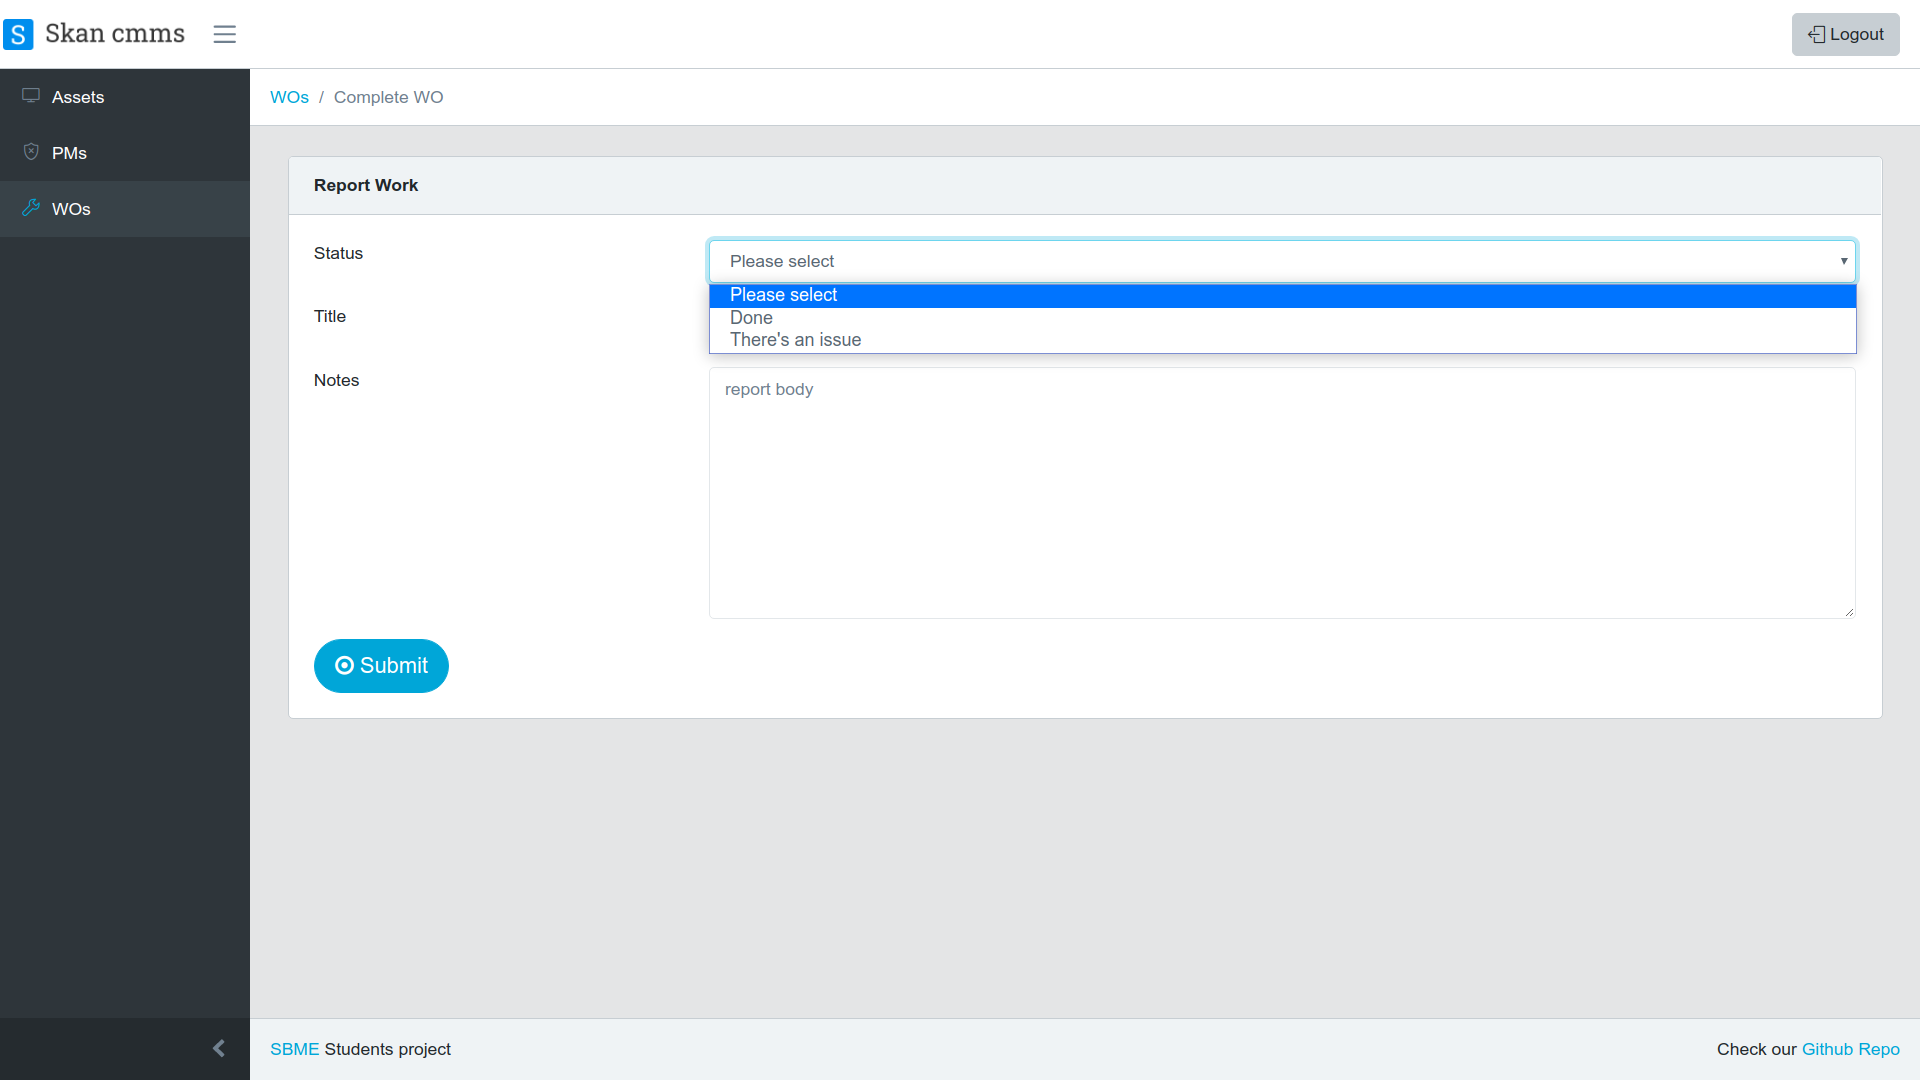 S Skan cmms
Logout
Assets
PMs
WOs
WOs / Complete WO
Report Work
Status
Please select
Please select
Done
There's an issue
Title
Notes
report body
Submit
SBME Students project
Check our Github Repo